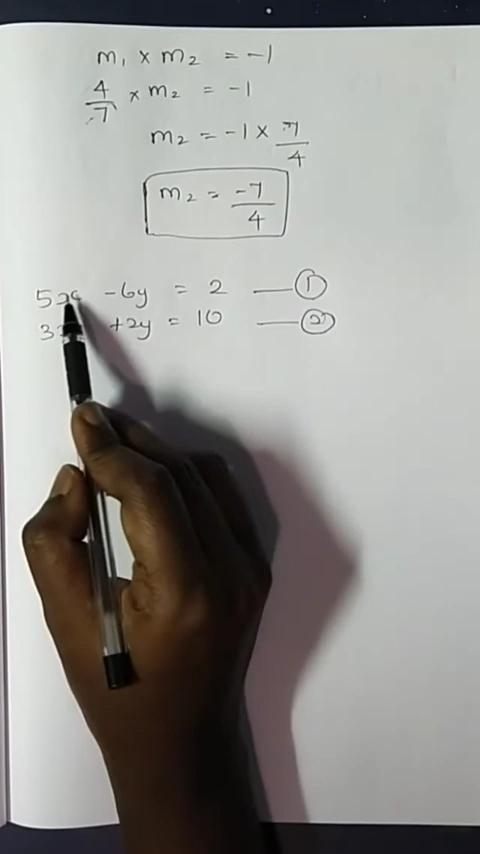 m₁ × m₂ = -1
4/7 × m₂ = -1
m₂ = -1 × 7/4
m₂ = -7/4
5x -6y = 2 —①
3x +2y = 10 —②